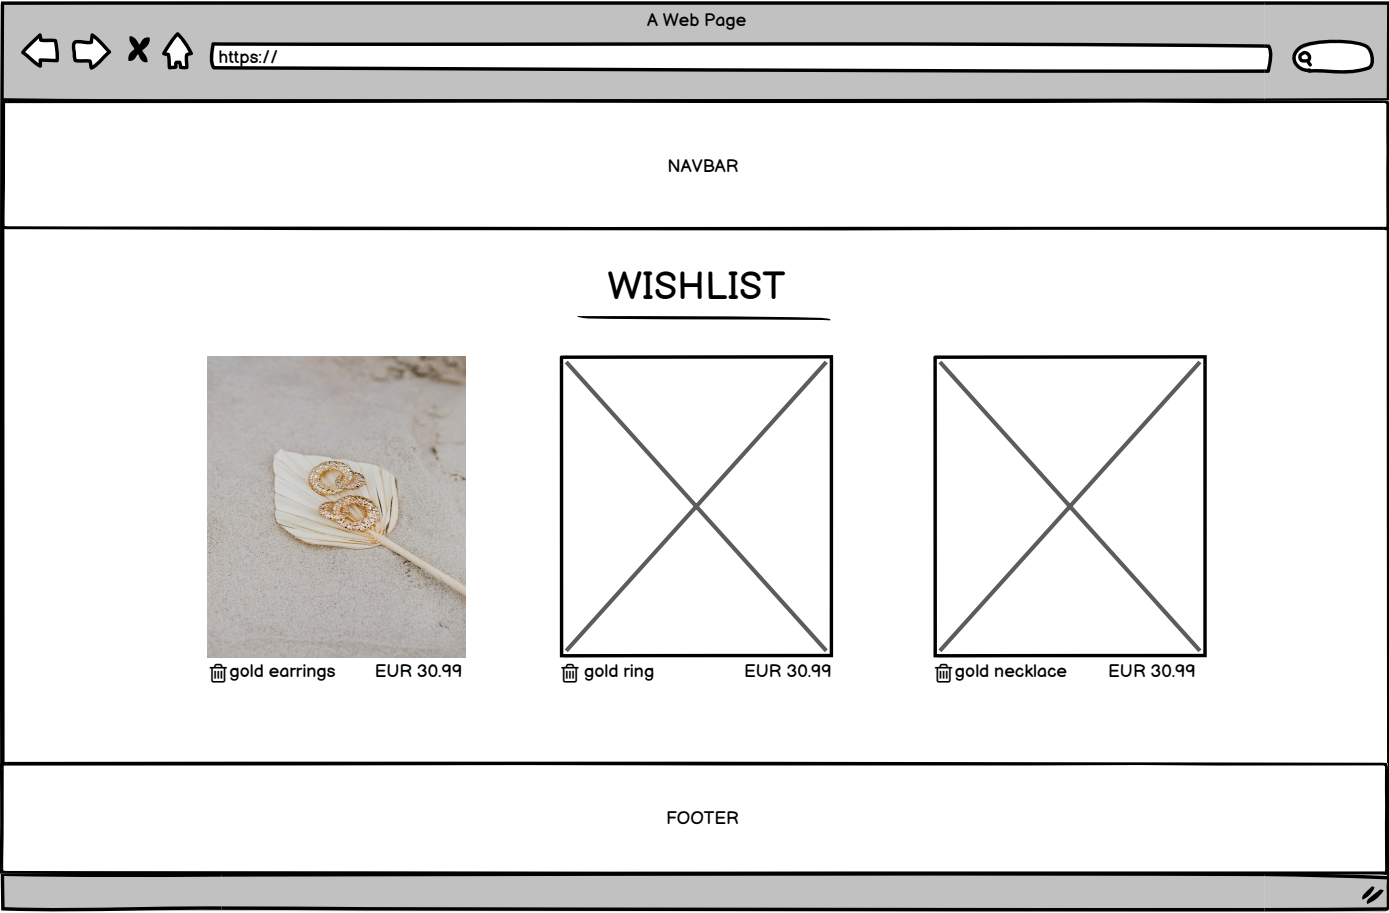 A Web Page
https://
NAVBAR
WISHLIST
gold earrings EUR 30.99
gold ring EUR 30.99
gold necklace EUR 30.99
FOOTER